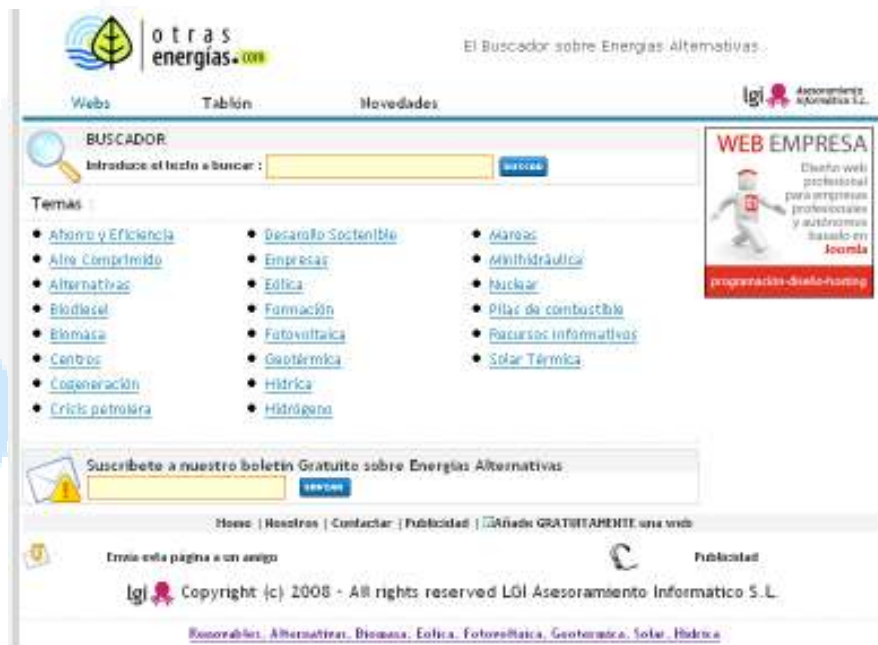 otras
energías.com
El Buscador sobre Energías Alternativas
Webs Tablón Novedades
lgi Asesoramiento
Informático S.L.
BUSCADOR
Introduce el texto a buscar : BUSCAR
WEB EMPRESA
Diseño web
profesional
para empresas
profesionales
y autónomos
basado en
Joomla
programación-diseño-hosting
Temas :
Ahorro y Eficiencia
Aire Comprimido
Alternativas
Biodiesel
Biomasa
Centros
Cogeneración
Crisis petrolera
Desarollo Sostenible
Empresas
Eólica
Formación
Fotovoltaica
Geotérmica
Hídrica
Hidrógeno
Mareas
Minihidráulica
Nuclear
Pilas de combustible
Recursos Informativos
Solar Térmica
Suscribete a nuestro boletin Gratuito sobre Energias Alternativas
ENVIAR
Home | Nosotros | Contactar | Publicidad | Añade GRATUITAMENTE una web
Envia esta página a un amigo Publicidad
lgi Copyright (c) 2008 - All rights reserved LGI Asesoramiento Informatico S.L.
Renovables, Alternativas, Biomasa, Eolica, Fotovoltaica, Geotermica, Solar, Hidrica